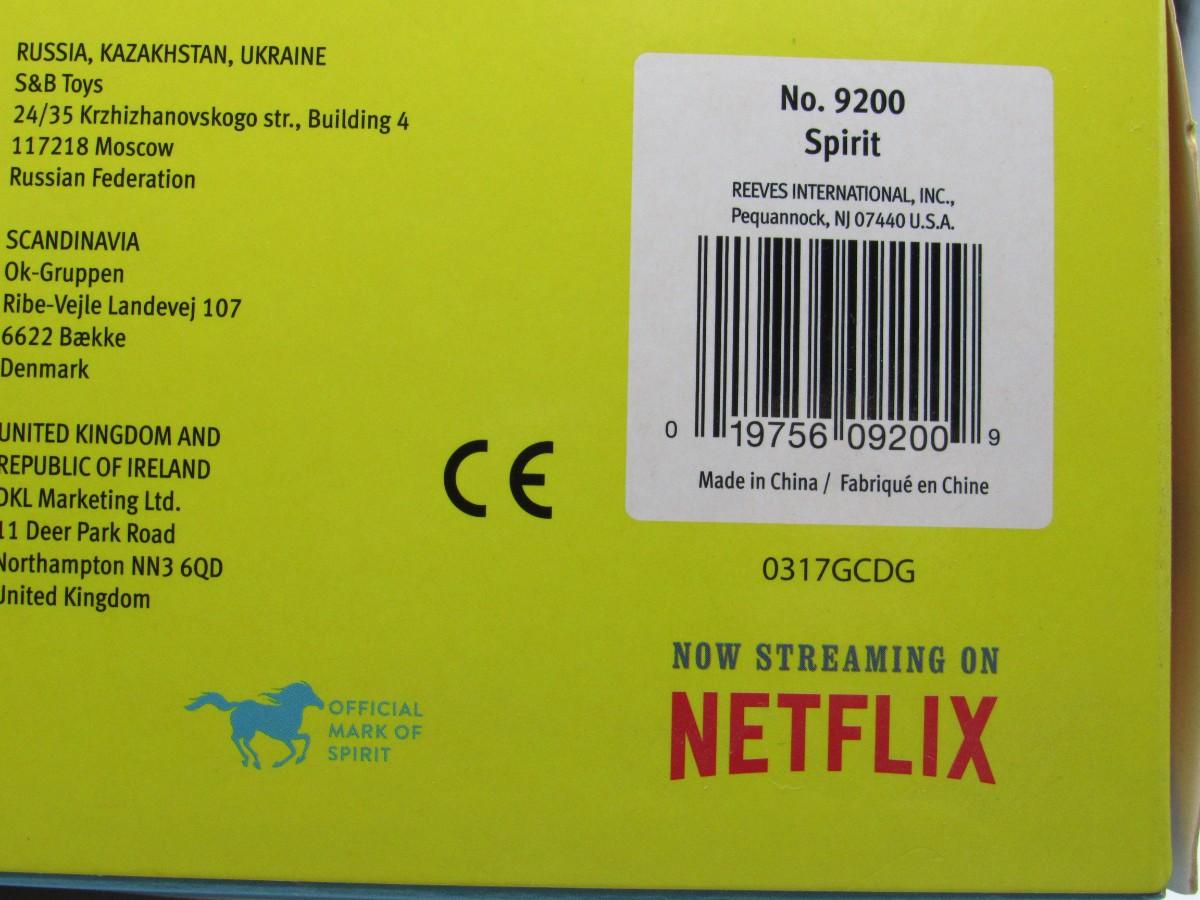 RUSSIA, KAZAKHSTAN, UKRAINE
S&B Toys
24/35 Krzhizhanovskogo str., Building 4
117218 Moscow
Russian Federation
SCANDINAVIA
Ok-Gruppen
Ribe-Vejle Landevej 107
6622 Bække
Denmark
UNITED KINGDOM AND
REPUBLIC OF IRELAND
DKL Marketing Ltd.
11 Deer Park Road
Northampton NN3 6QD
United Kingdom
CE
OFFICIAL
MARK OF
SPIRIT
No. 9200
Spirit
REEVES INTERNATIONAL, INC.,
Pequannock, NJ 07440 U.S.A.
0 19756 09200 9
Made in China / Fabriqué en Chine
0317GCDG
NOW STREAMING ON
NETFLIX